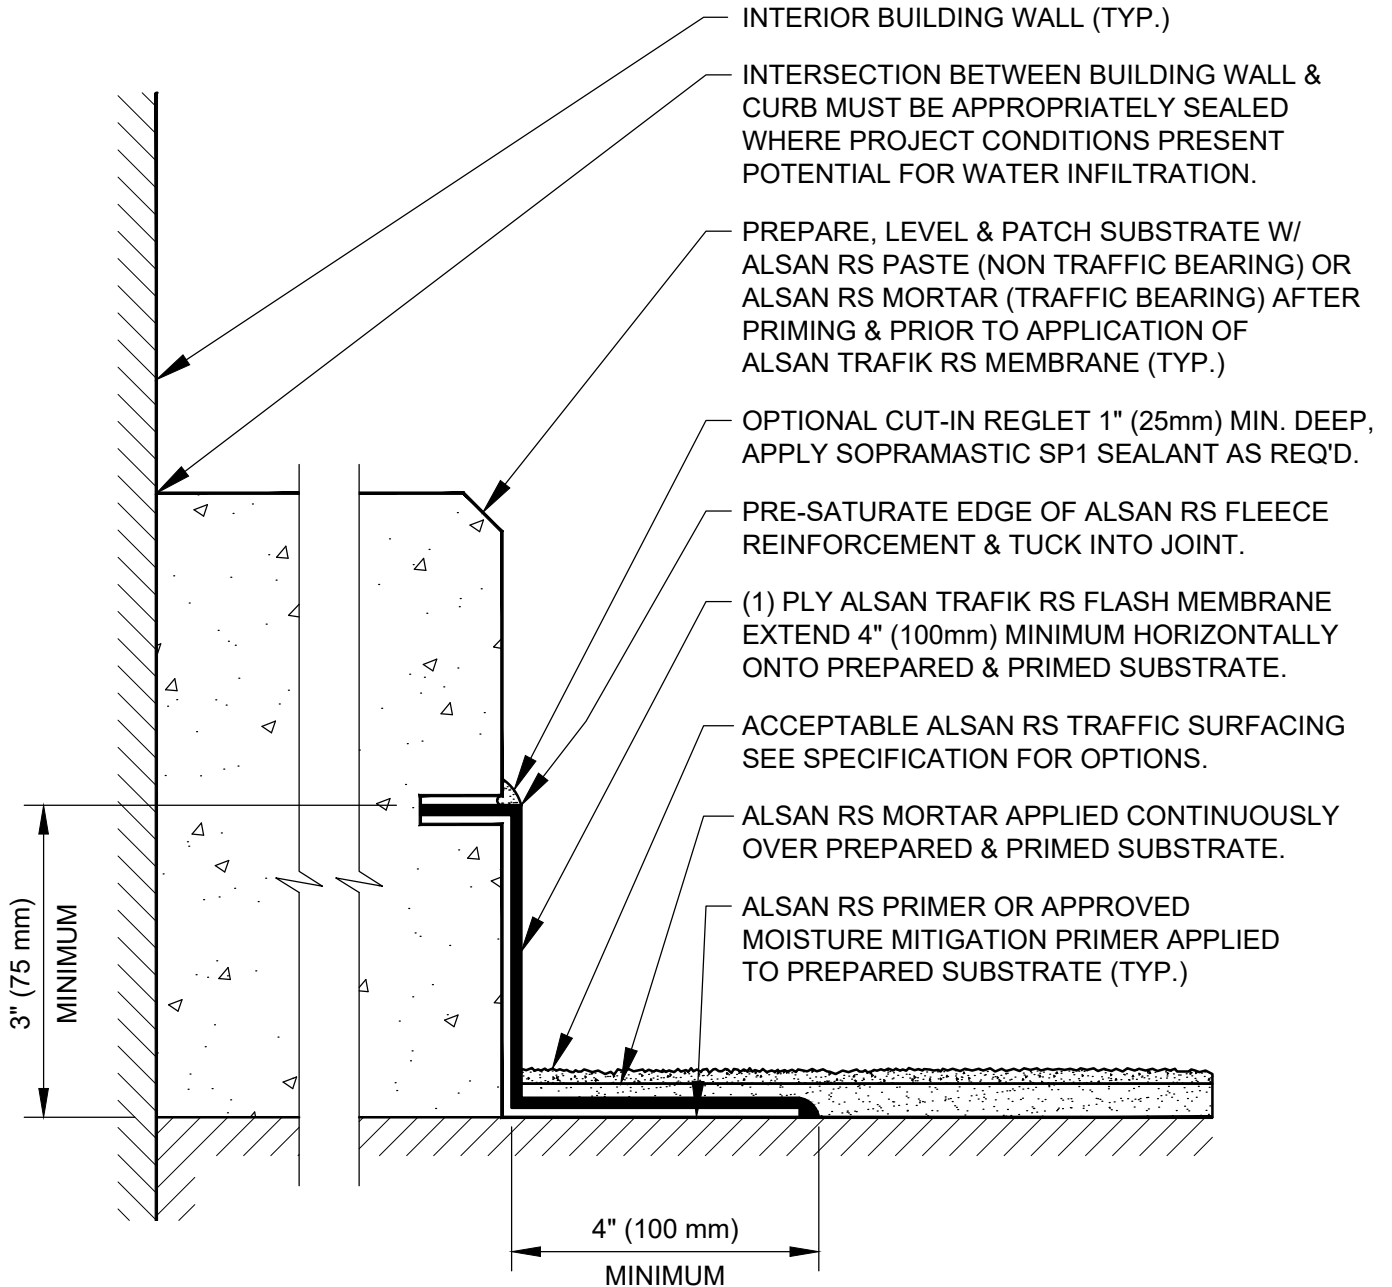 INTERIOR BUILDING WALL (TYP.)
INTERSECTION BETWEEN BUILDING WALL &
CURB MUST BE APPROPRIATELY SEALED
WHERE PROJECT CONDITIONS PRESENT
POTENTIAL FOR WATER INFILTRATION.
PREPARE, LEVEL & PATCH SUBSTRATE W/
ALSAN RS PASTE (NON TRAFFIC BEARING) OR
ALSAN RS MORTAR (TRAFFIC BEARING) AFTER
PRIMING & PRIOR TO APPLICATION OF
ALSAN TRAFIK RS MEMBRANE (TYP.)
OPTIONAL CUT-IN REGLET 1" (25mm) MIN. DEEP,
APPLY SOPRAMASTIC SP1 SEALANT AS REQ'D.
PRE-SATURATE EDGE OF ALSAN RS FLEECE
REINFORCEMENT & TUCK INTO JOINT.
(1) PLY ALSAN TRAFIK RS FLASH MEMBRANE
EXTEND 4" (100mm) MINIMUM HORIZONTALLY
ONTO PREPARED & PRIMED SUBSTRATE.
ACCEPTABLE ALSAN RS TRAFFIC SURFACING
SEE SPECIFICATION FOR OPTIONS.
ALSAN RS MORTAR APPLIED CONTINUOUSLY
OVER PREPARED & PRIMED SUBSTRATE.
ALSAN RS PRIMER OR APPROVED
MOISTURE MITIGATION PRIMER APPLIED
TO PREPARED SUBSTRATE (TYP.)
3" (75 mm)
MINIMUM
4" (100 mm)
MINIMUM